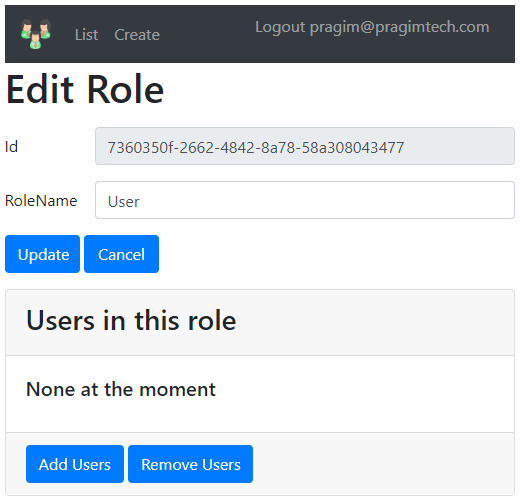 List Create Logout pragim@pragimtech.com
Edit Role
Id 7360350f-2662-4842-8a78-58a308043477
RoleName User
Update Cancel
Users in this role
None at the moment
Add Users Remove Users